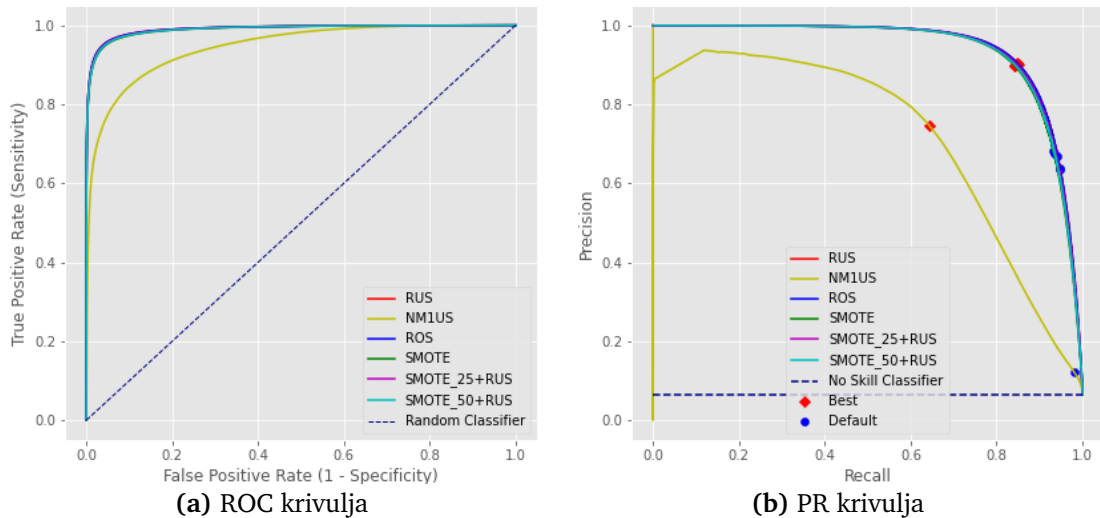 1.0
0.8
0.6
0.4
0.2
0.0
True Positive Rate (Sensitivity)
RUS
NM1US
ROS
SMOTE
SMOTE_25+RUS
SMOTE_50+RUS
Random Classifier
0.0 0.2 0.4 0.6 0.8 1.0
False Positive Rate (1 - Specificity)
(a) ROC krivulja
1.0
0.8
0.6
0.4
0.2
0.0
Precision
RUS
NM1US
ROS
SMOTE
SMOTE_25+RUS
SMOTE_50+RUS
No Skill Classifier
Best
Default
0.0 0.2 0.4 0.6 0.8 1.0
Recall
(b) PR krivulja